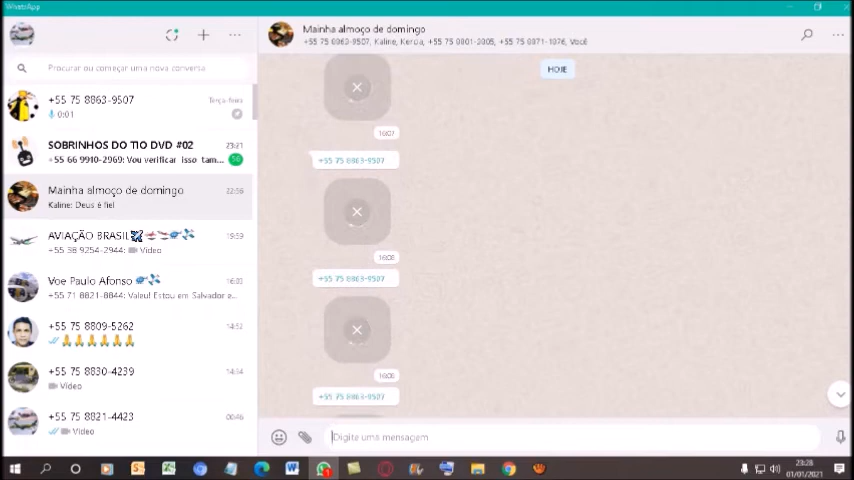 WhatsApp
Procurar ou começar uma nova conversa
+55 75 8863-9507
Terça-feira
0:01
SOBRINHOS DO TIO DVD #02
23:21
+55 66 9910-2969: Vou verificar isso tam...
56
Mainha almoço de domingo
22:56
Kaline: Deus é fiel
AVIAÇÃO BRASIL
19:59
+55 38 9254-2944: Vídeo
Voe Paulo Afonso
16:03
+55 71 8821-8844: Valeu! Estou em Salvador e...
+55 75 8809-5262
14:52
+55 75 8830-4239
14:34
Vídeo
+55 75 8821-4423
00:46
Vídeo
Mainha almoço de domingo
+55 75 8863-9507, Kaline, Kercia, +55 75 8801-3905, +55 75 8871-1076, Você
HOJE
16:07
+55 75 8863-9507
16:08
+55 75 8863-9507
16:08
+55 75 8863-9507
Digite uma mensagem
23:28
01/01/2021